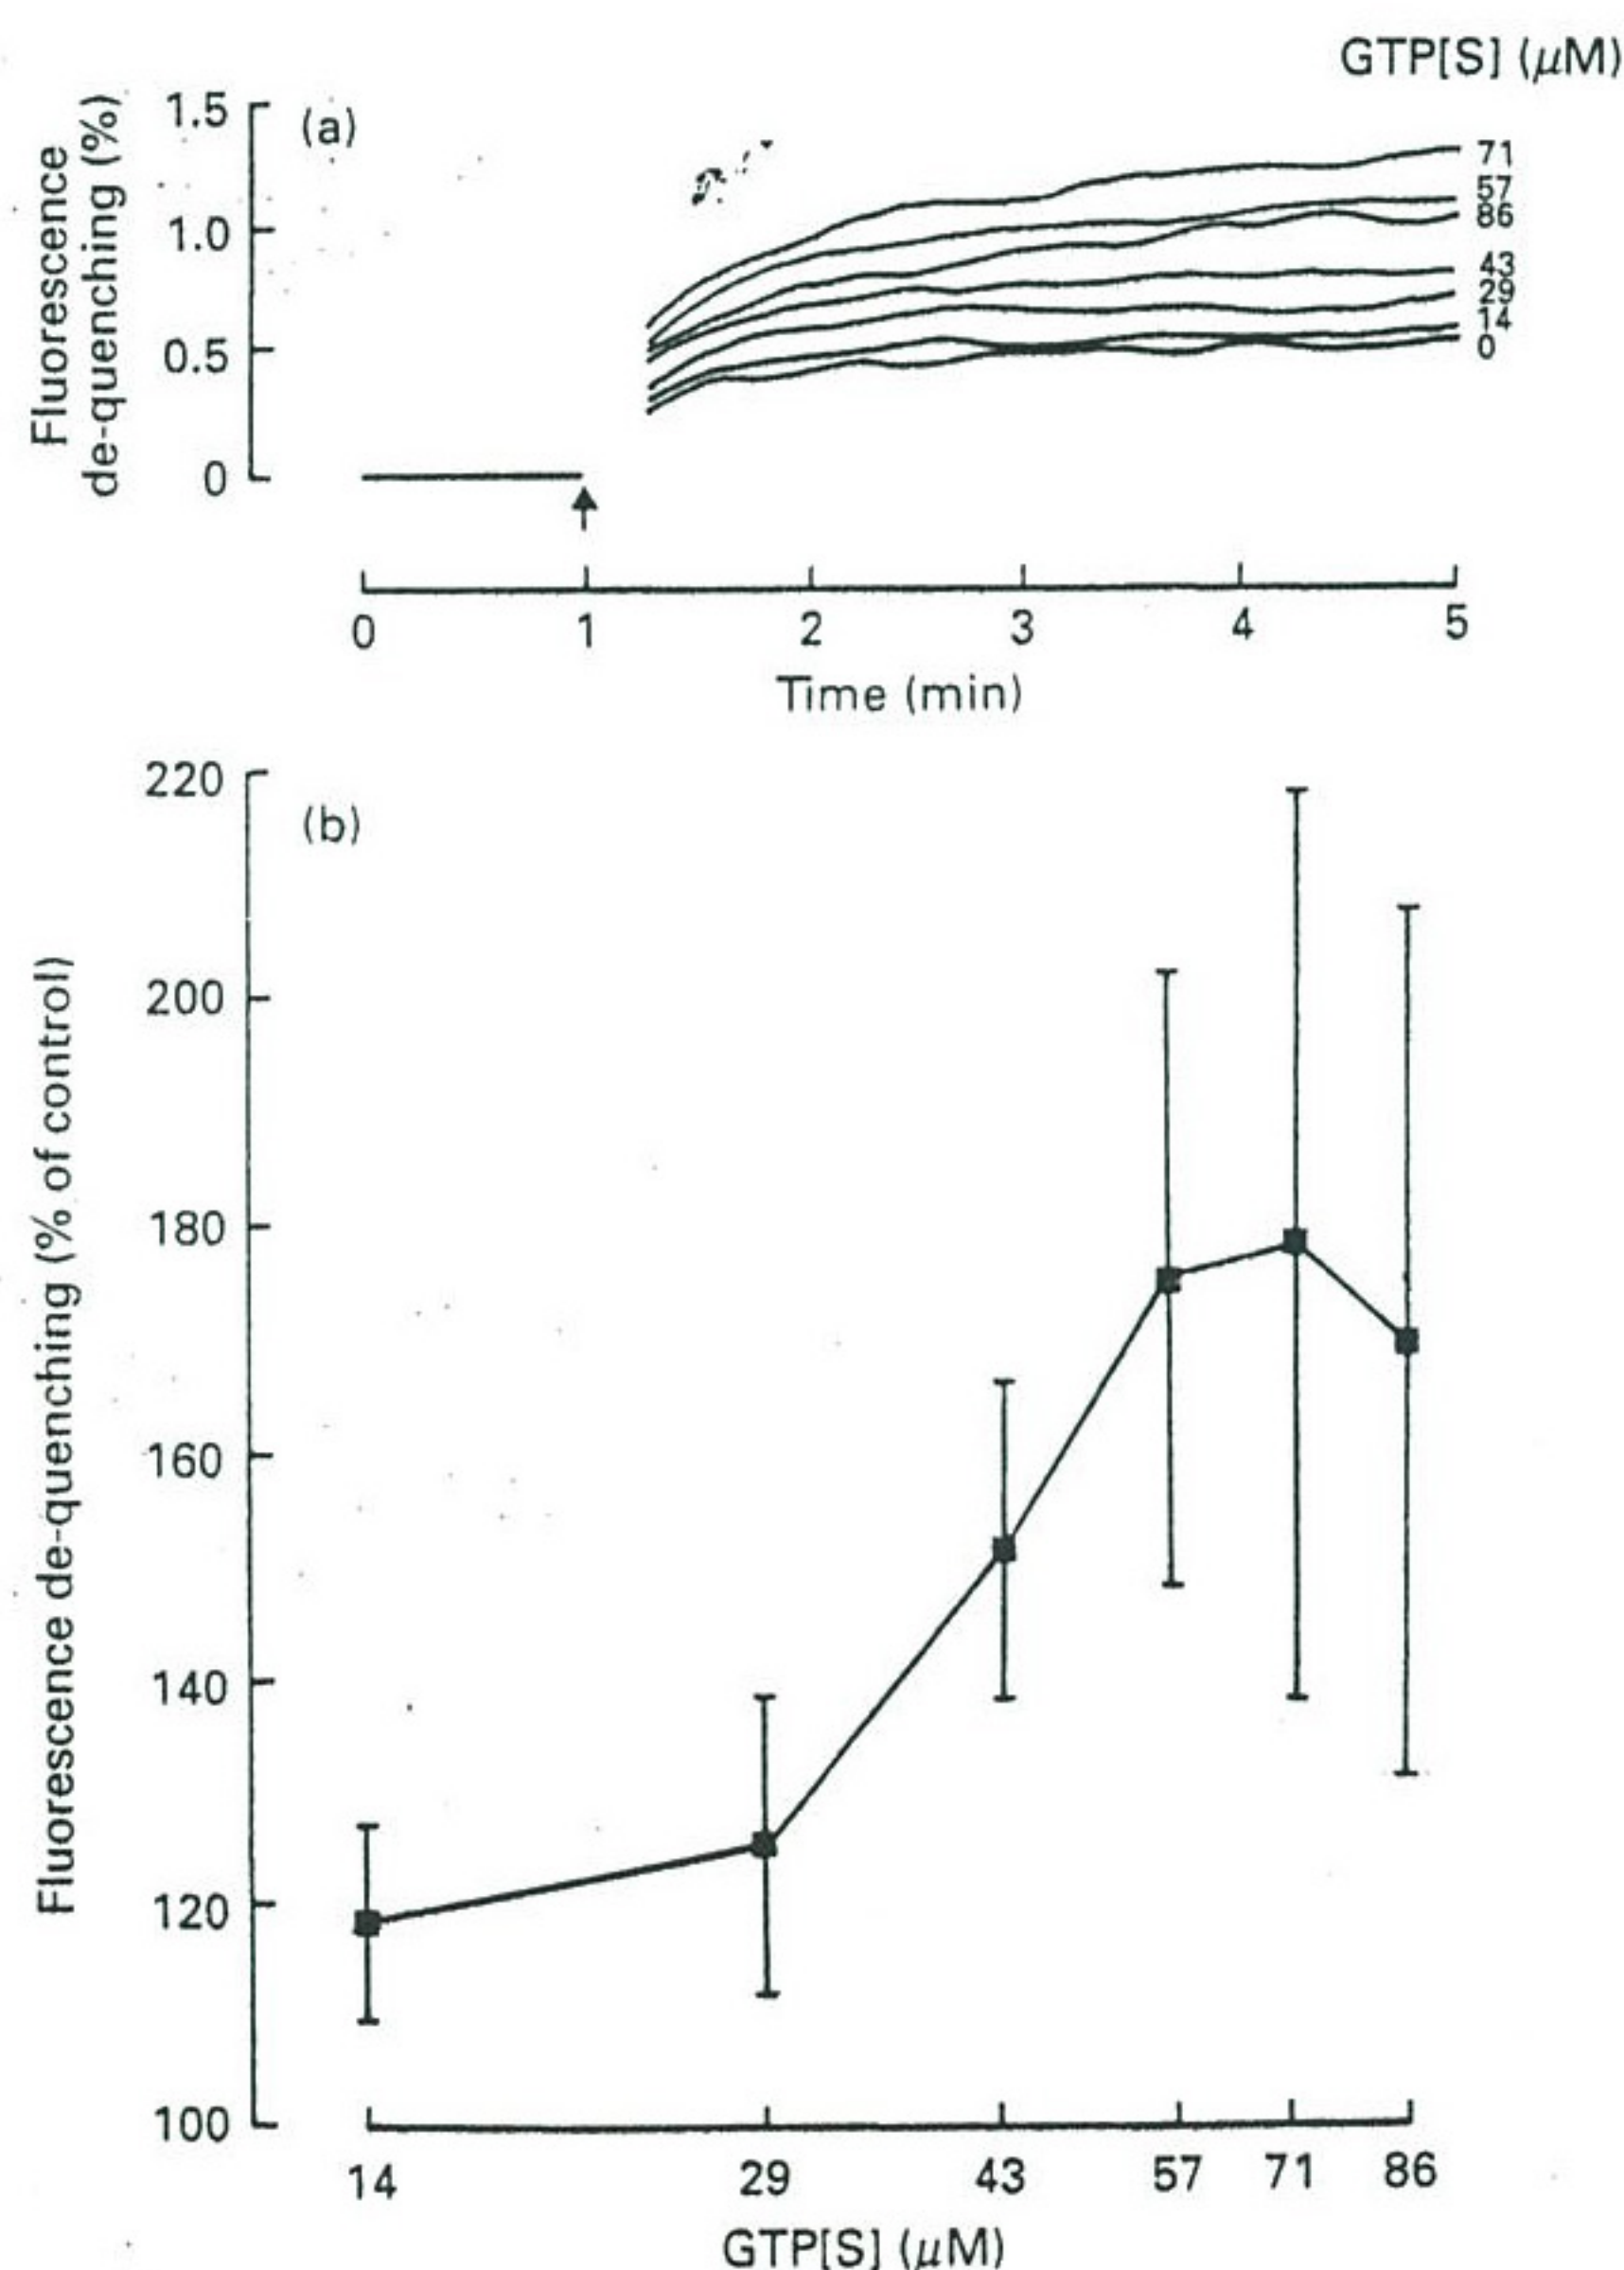 GTP[S] (μM)
Fluorescence
de-quenching (%)
1.5
1.0
0.5
0
(a)
71
57
86
43
29
14
0
0 1 2 3 4 5
Time (min)
Fluorescence de-quenching (% of control)
220
200
180
160
140
120
100
(b)
14 29 43 57 71 86
GTP[S] (μM)